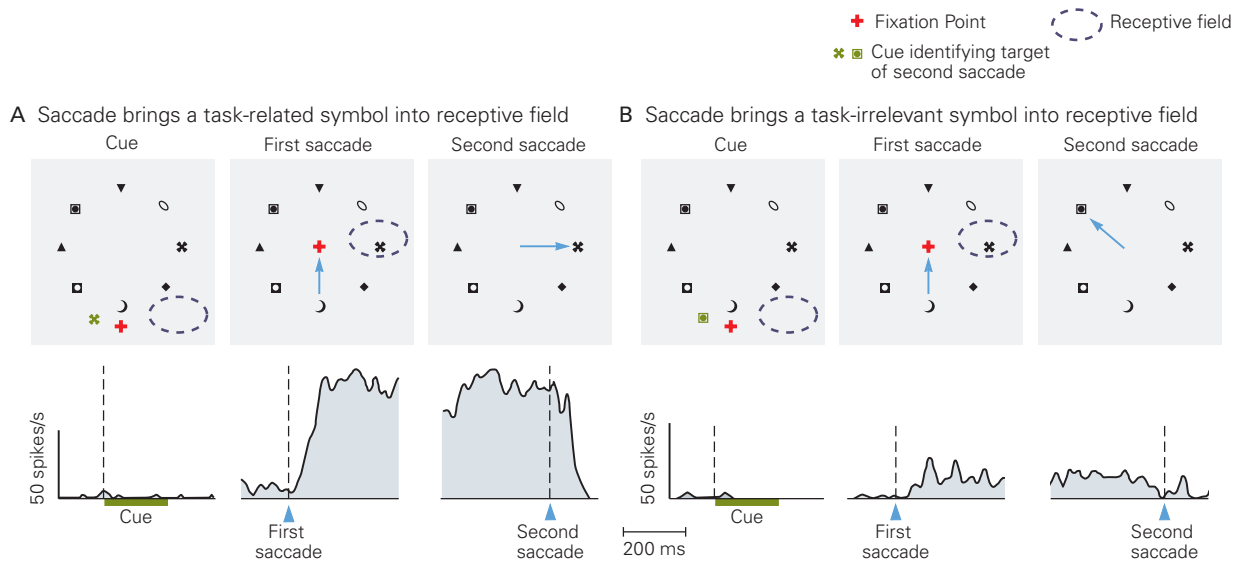 Fixation Point
Receptive field
Cue identifying target
of second saccade
A Saccade brings a task-related symbol into receptive field
Cue
First saccade
Second saccade
50 spikes/s
Cue
First
saccade
Second
saccade
200 ms
B Saccade brings a task-irrelevant symbol into receptive field
Cue
First saccade
Second saccade
50 spikes/s
Cue
First
saccade
Second
saccade